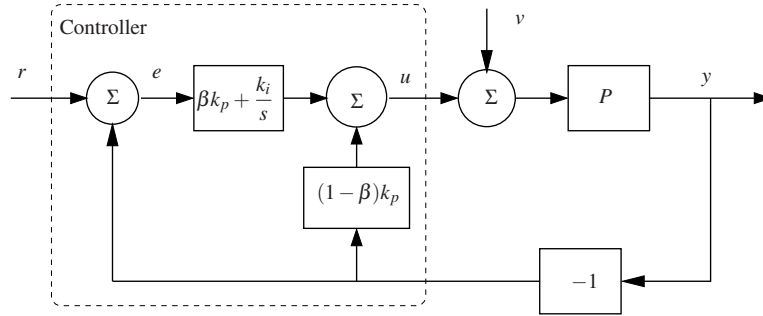 Controller
v
r
e
u
y
Σ
βk_p + k_i/s
Σ
Σ
P
(1 − β)k_p
−1